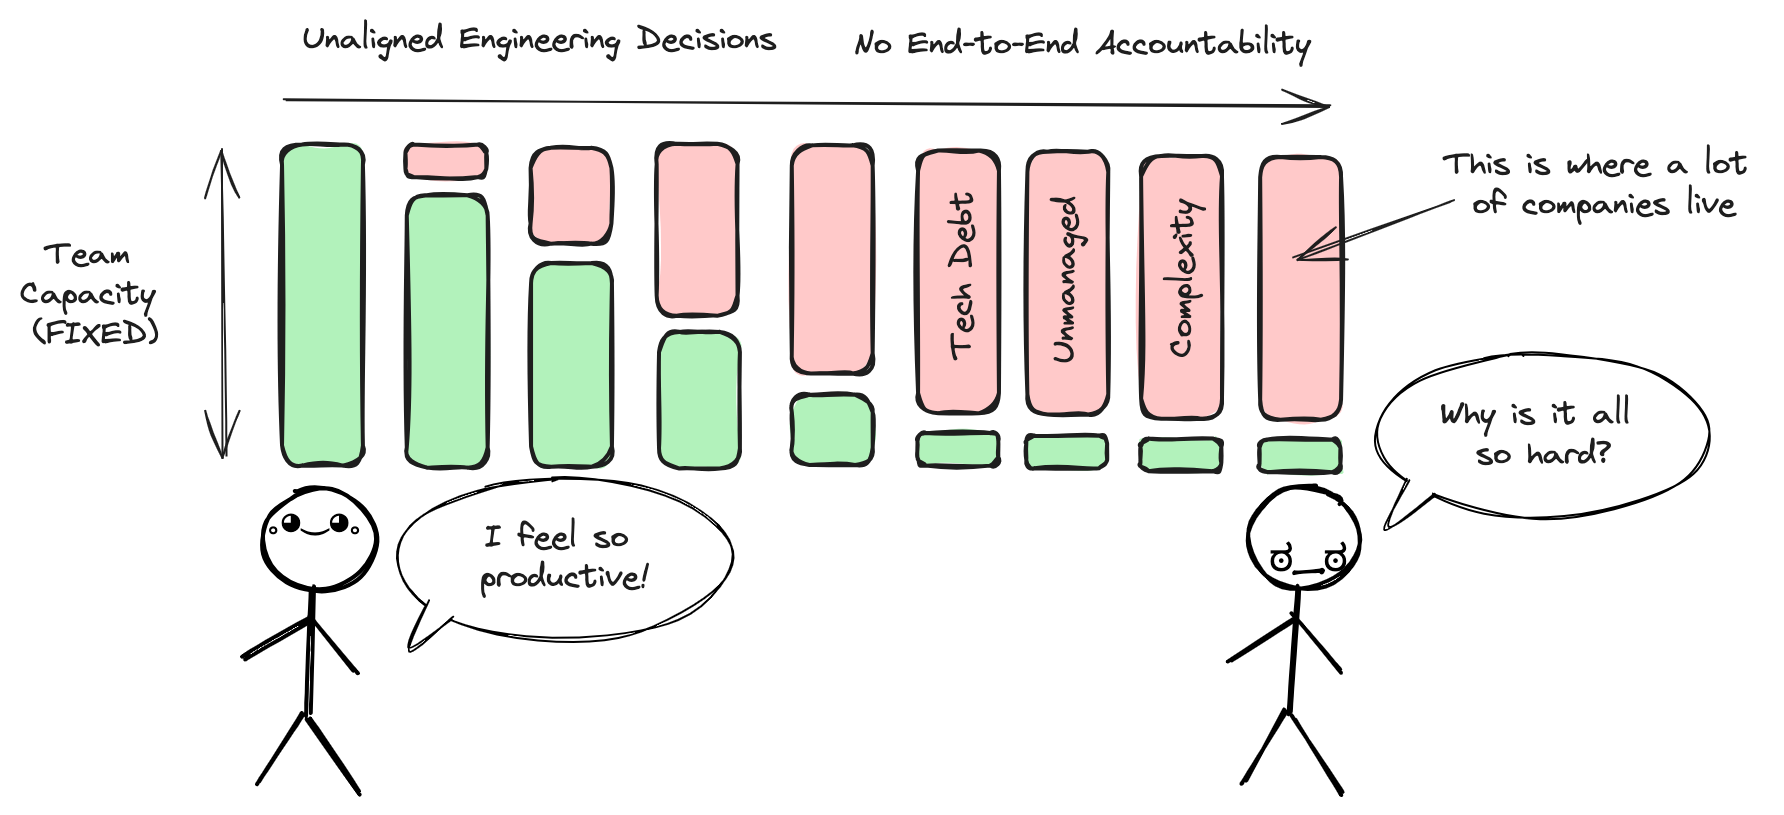 Unaligned Engineering Decisions
No End-to-End Accountability
Team
Capacity
(FIXED)
Tech Debt
Unmanaged
Complexity
This is where a lot
of companies live
Why is it all
so hard?
I feel so
productive!